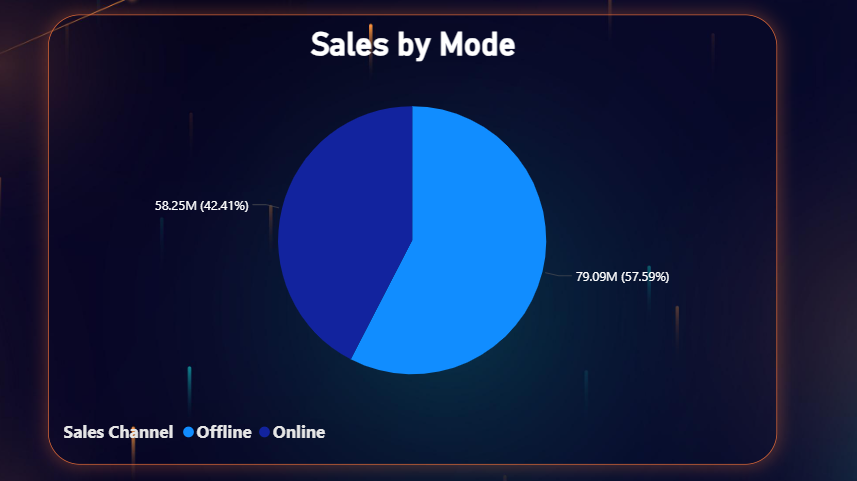 Sales by Mode
58.25M (42.41%)
79.09M (57.59%)
Sales Channel Offline Online